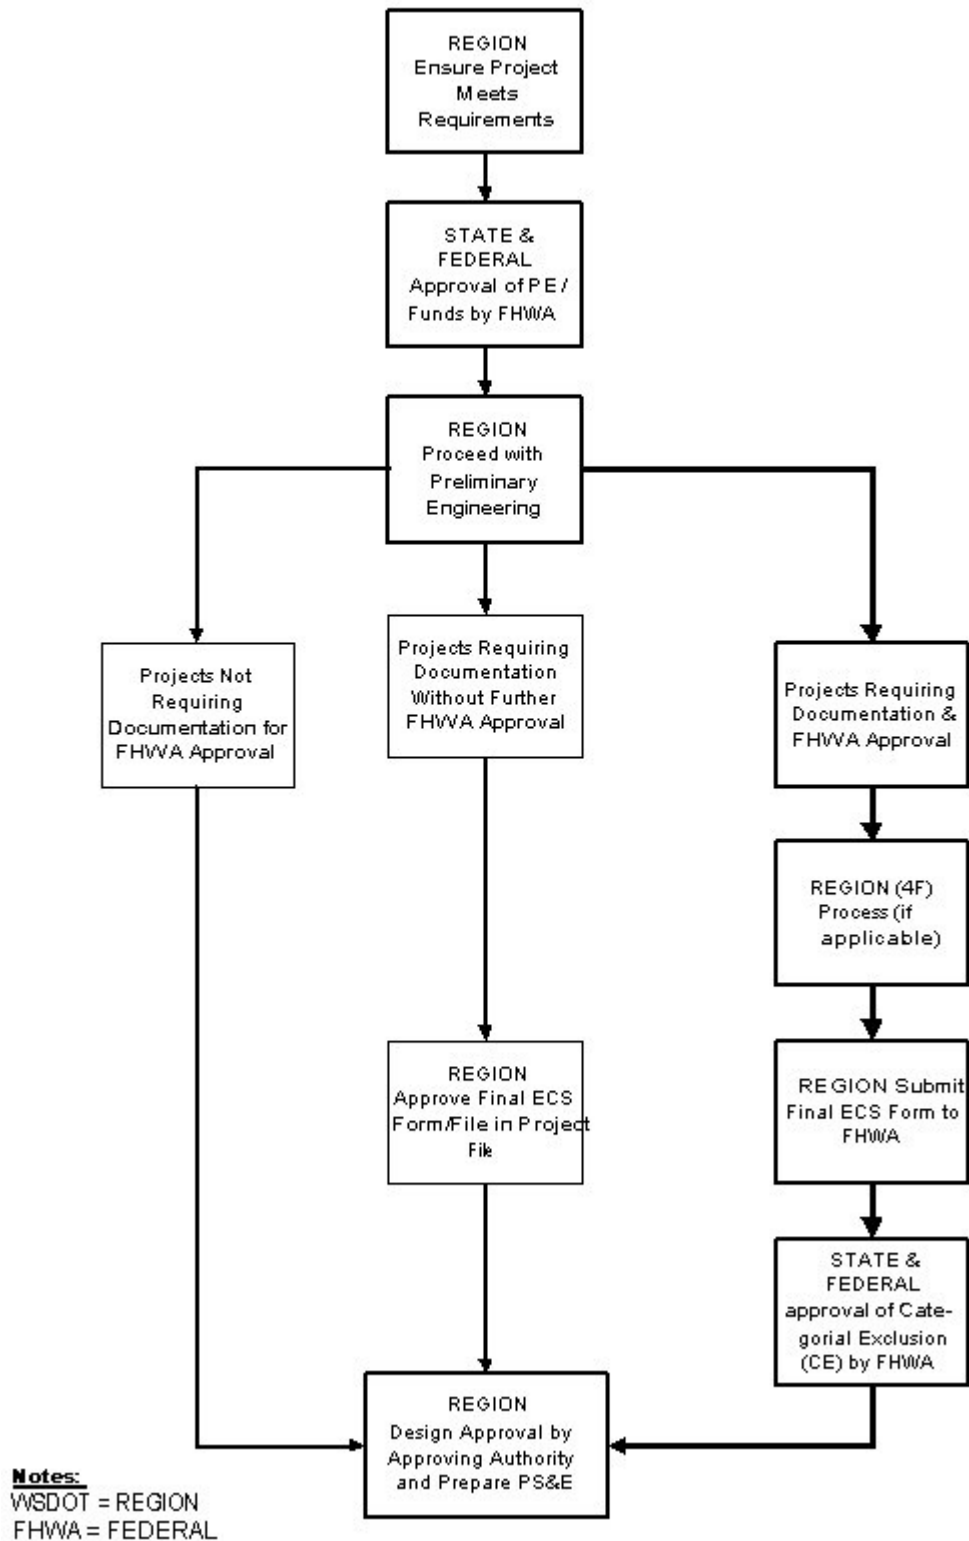 REGION
Ensure Project
Meets
Requirements
STATE &
FEDERAL
Approval of PE /
Funds by FHWA
REGION
Proceed with
Preliminary
Engineering
Projects Not
Requiring
Documentation for
FHWA Approval
Projects Requiring
Documentation
Without Further
FHWA Approval
Projects Requiring
Documentation &
FHWA Approval
REGION (4F)
Process (if
applicable)
REGION
Approve Final ECS
Form/File in Project
File
REGION Submit
Final ECS Form to
FHWA
STATE &
FEDERAL
approval of Cate-
gorial Exclusion
(CE) by FHWA
REGION
Design Approval by
Approving Authority
and Prepare PS&E
Notes:
WSDOT = REGION
FHWA = FEDERAL